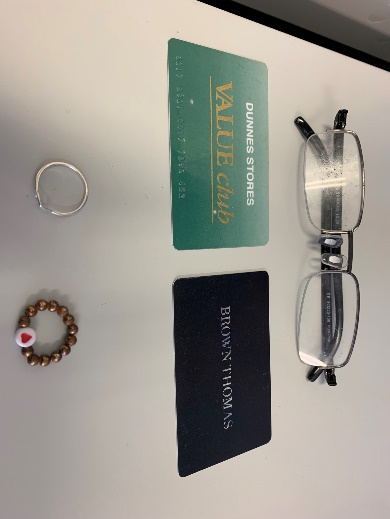 DUNNES STORES
VALUE club
BROWN THOMAS